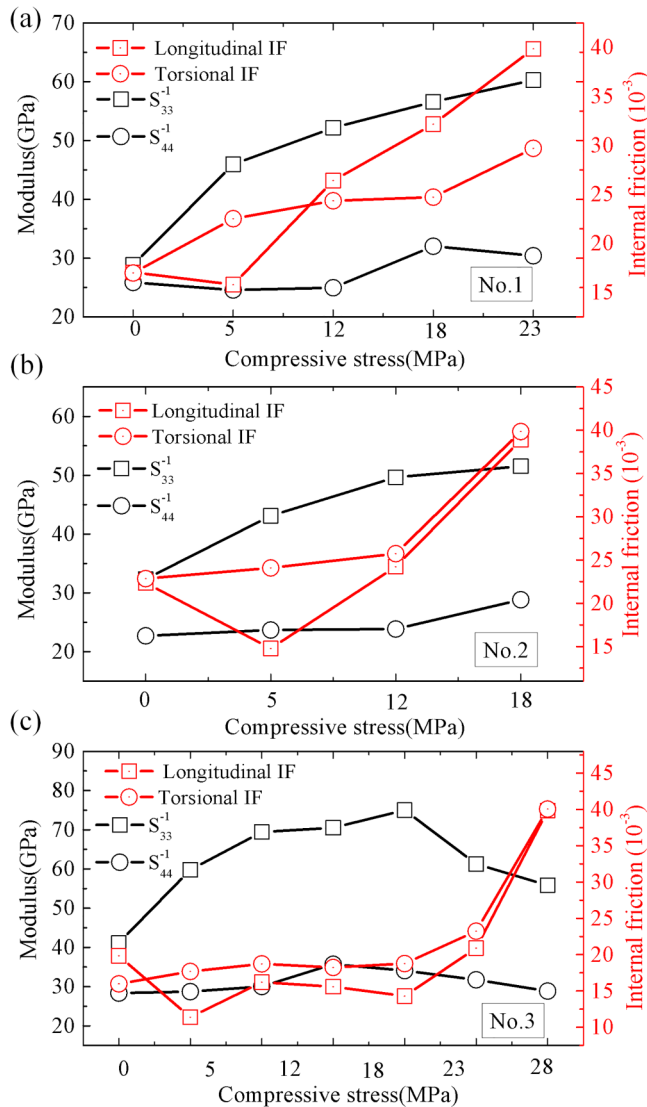 (a)
70
60
50
40
30
20
Modulus(GPa)
Longitudinal IF
Torsional IF
S₃₃⁻¹
S₄₄⁻¹
40
35
30
25
20
15
Internal friction (10⁻³)
No.1
0 5 12 18 23
Compressive stress(MPa)
(b)
60
50
40
30
20
Modulus(GPa)
Longitudinal IF
Torsional IF
S₃₃⁻¹
S₄₄⁻¹
45
40
35
30
25
20
15
Internal friction (10⁻³)
No.2
0 5 12 18
Compressive stress(MPa)
(c)
90
80
70
60
50
40
30
20
Modulus(GPa)
Longitudinal IF
Torsional IF
S₃₃⁻¹
S₄₄⁻¹
45
40
35
30
25
20
15
10
Internal friction (10⁻³)
No.3
0 5 12 18 20 23 28
Compressive stress(MPa)